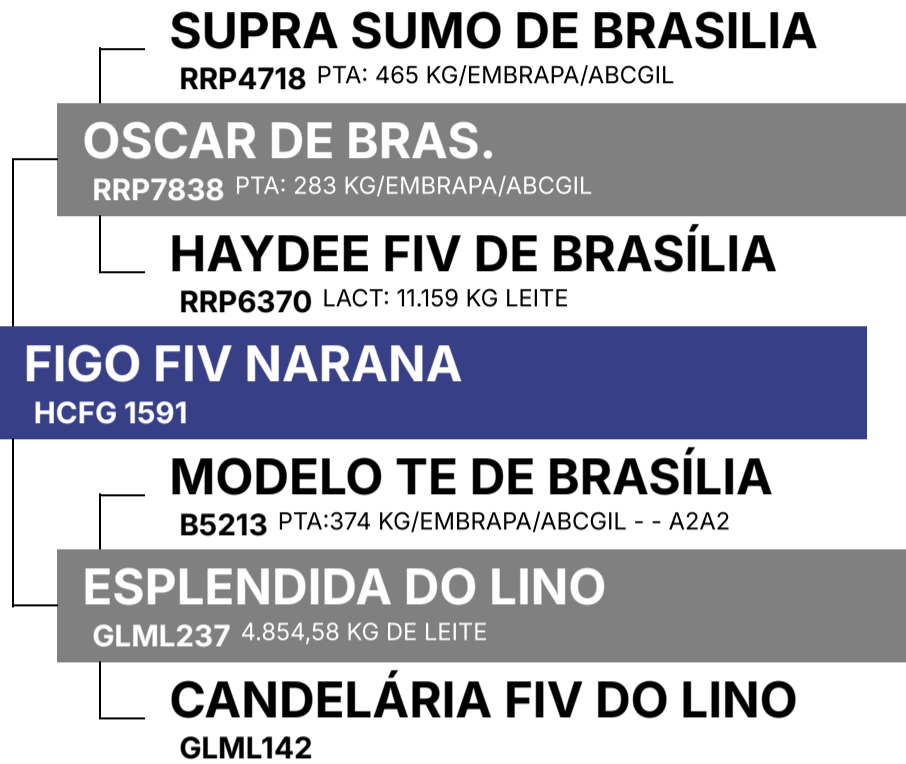 SUPRA SUMO DE BRASILIA
RRP4718 PTA: 465 KG/EMBRAPA/ABCGIL
OSCAR DE BRAS.
RRP7838 PTA: 283 KG/EMBRAPA/ABCGIL
HAYDEE FIV DE BRASÍLIA
RRP6370 LACT: 11.159 KG LEITE
FIGO FIV NARANA
HCFG 1591
MODELO TE DE BRASÍLIA
B5213 PTA:374 KG/EMBRAPA/ABCGIL - - A2A2
ESPLENDIDA DO LINO
GLML237 4.854,58 KG DE LEITE
CANDELÁRIA FIV DO LINO
GLML142